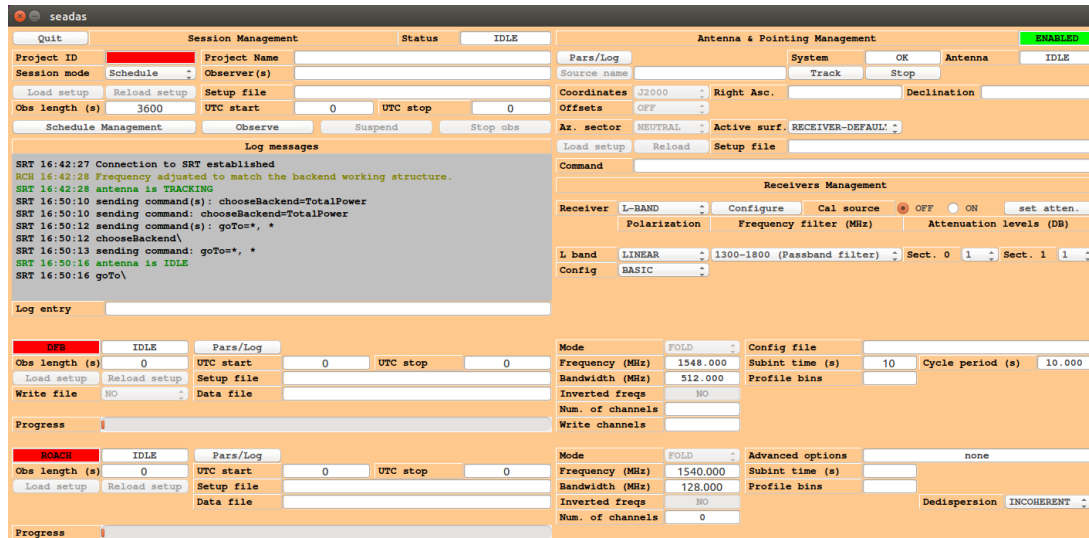 seadas
Quit Session Management Status IDLE
Project ID Project Name
Session mode Schedule Observer(s)
Load setup Reload setup Setup file
Obs length (s) 3600 UTC start 0 UTC stop 0
Schedule Management Observe Suspend Stop obs
Log messages
SRT 16:42:27 Connection to SRT established
RCH 16:42:28 Frequency adjusted to match the backend working structure.
SRT 16:42:28 antenna is TRACKING
SRT 16:50:10 sending command(s): chooseBackend=TotalPower
SRT 16:50:10 sending command: chooseBackend=TotalPower
SRT 16:50:12 sending command(s): goTo=*, *
SRT 16:50:12 chooseBackend\
SRT 16:50:13 sending command: goTo=*, *
SRT 16:50:16 antenna is IDLE
SRT 16:50:16 goTo\
Log entry
Antenna & Pointing Management ENABLED
Pars/Log System OK Antenna IDLE
Source name Track Stop
Coordinates J2000 Right Asc. Declination
Offsets OFF
Az. sector NEUTRAL Active surf. RECEIVER-DEFAUL
Load setup Reload Setup file
Command
Receivers Management
Receiver L-BAND Configure Cal source OFF ON set atten.
Polarization Frequency filter (MHz) Attenuation levels (DB)
L band LINEAR 1300-1800 (Passband filter) Sect. 0 1 Sect. 1 1
Config BASIC
DFB IDLE Pars/Log
Obs length (s) 0 UTC start 0 UTC stop 0
Load setup Reload setup Setup file
Write file NO Data file
Progress
Mode FOLD Config file
Frequency (MHz) 1548.000 Subint time (s) 10 Cycle period (s) 10.000
Bandwidth (MHz) 512.000 Profile bins
Inverted freqs NO
Num. of channels
Write channels
ROACH IDLE Pars/Log
Obs length (s) 0 UTC start 0 UTC stop 0
Load setup Reload setup Setup file
Data file
Progress
Mode FOLD Advanced options none
Frequency (MHz) 1540.000 Subint time (s)
Bandwidth (MHz) 128.000 Profile bins
Inverted freqs NO Dedispersion INCOHERENT
Num. of channels 0